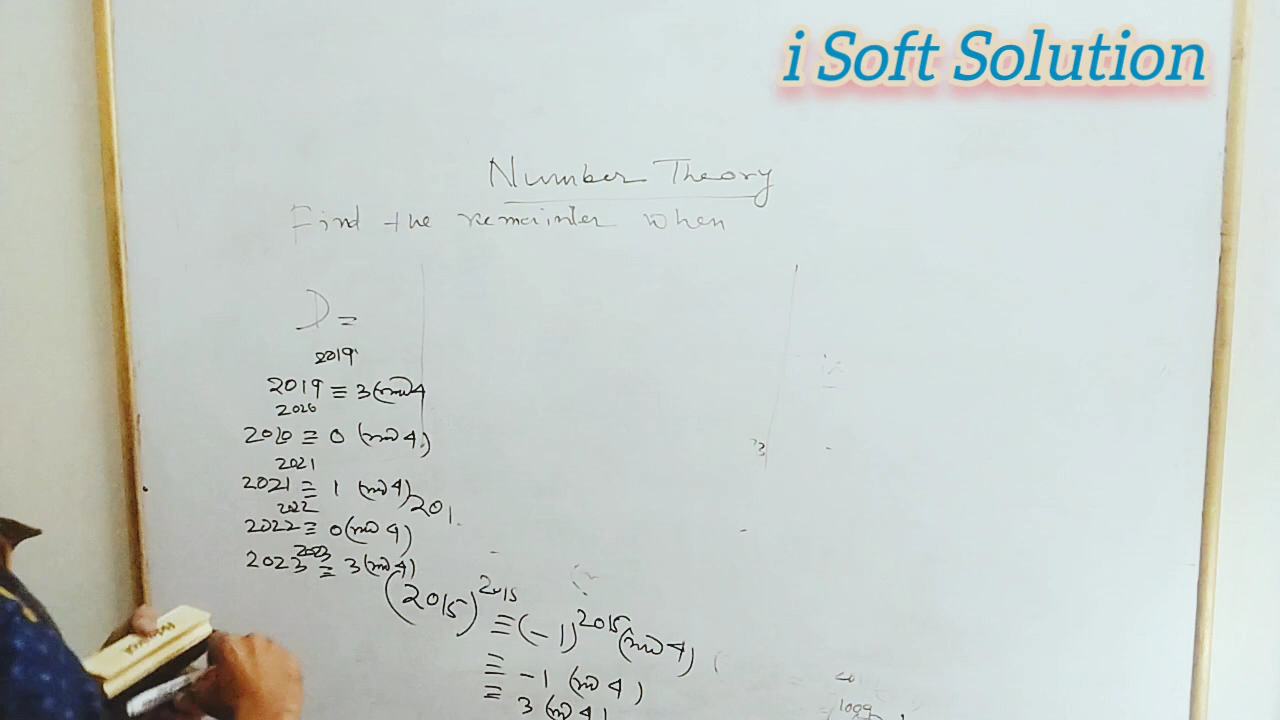 i Soft Solution
Number Theory
Find the remainter when
D =
2019^2019 ≡ 3 (mod 4
2020^2020 ≡ 0 (mod 4)
2021^2021 ≡ 1 (mod 4)
201
2022^2022 ≡ 0 (mod 4)
2023^2023 ≡ 3 (mod 4)
(2015)^2015 ≡ (-1)^2015 (mod 4)
≡ -1 (mod 4)
≡ 3 (mod 4)